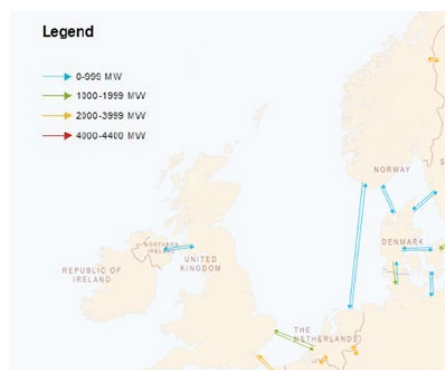 Legend
0-999 MW
1000-1999 MW
2000-3999 MW
4000-4400 MW
NORWAY
S
DENMARK
NORTHERN
IRELAND
UNITED
KINGDOM
REPUBLIC OF
IRELAND
THE
NETHERLANDS